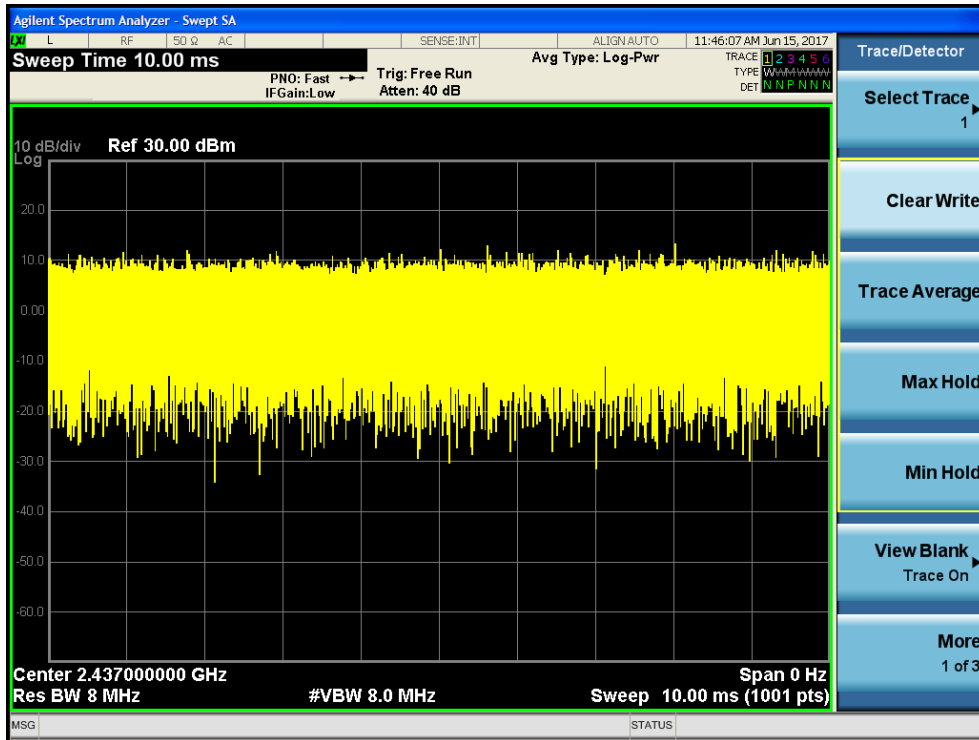 Agilent Spectrum Analyzer - Swept SA
LXI L RF 50 Ω AC SENSE:INT ALIGN AUTO 11:46:07 AM Jun 15, 2017
Sweep Time 10.00 ms
PNO: Fast
IFGain:Low
Trig: Free Run
Atten: 40 dB
Avg Type: Log-Pwr
TRACE 1 2 3 4 5 6
TYPE
DET N N P N N N
10 dB/div Ref 30.00 dBm
Log
20.0
10.0
0.00
-10.0
-20.0
-30.0
-40.0
-50.0
-60.0
Center 2.437000000 GHz Span 0 Hz
Res BW 8 MHz #VBW 8.0 MHz Sweep 10.00 ms (1001 pts)
MSG STATUS
Trace/Detector
Select Trace
1
Clear Write
Trace Average
Max Hold
Min Hold
View Blank
Trace On
More
1 of 3